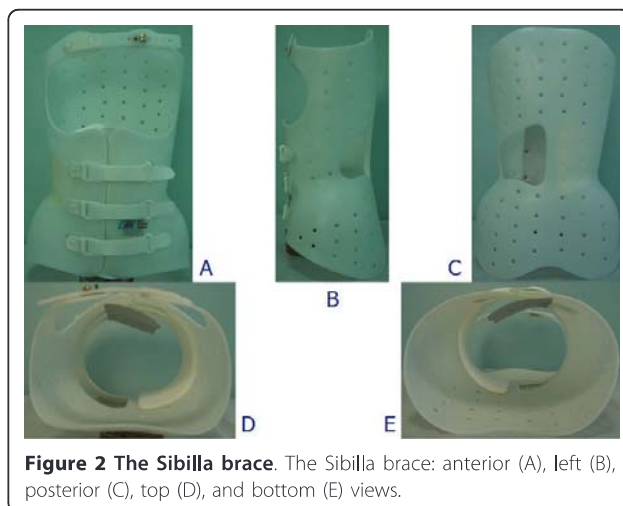 A
B
C
D
E
Figure 2 The Sibilla brace. The Sibilla brace: anterior (A), left (B),
posterior (C), top (D), and bottom (E) views.